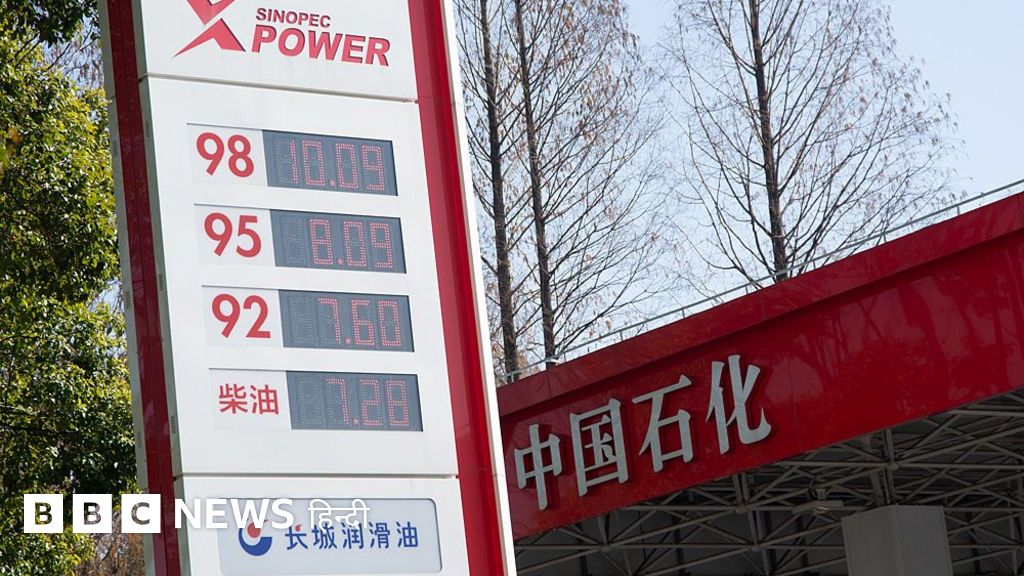 SINOPEC
X POWER
98 10.09
95 8.09
92 7.60
柴油 7.28
中国石化
长城润滑油
BBC NEWS हिंदी